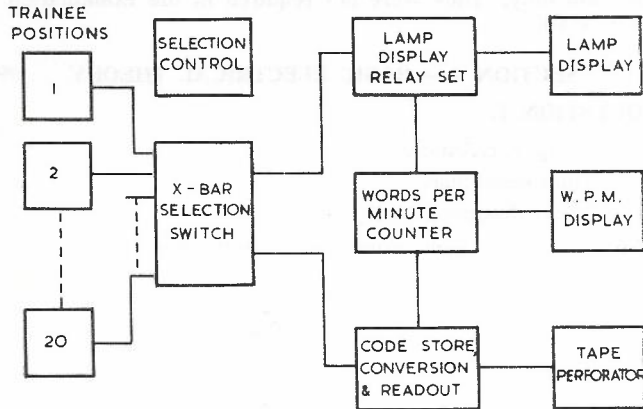 TRAINEE
POSITIONS
1
2
20
SELECTION
CONTROL
X-BAR
SELECTION
SWITCH
LAMP
DISPLAY
RELAY SET
LAMP
DISPLAY
WORDS PER
MINUTE
COUNTER
W.P.M.
DISPLAY
CODE STORE,
CONVERSION
& READOUT
TAPE
PERFORATOR